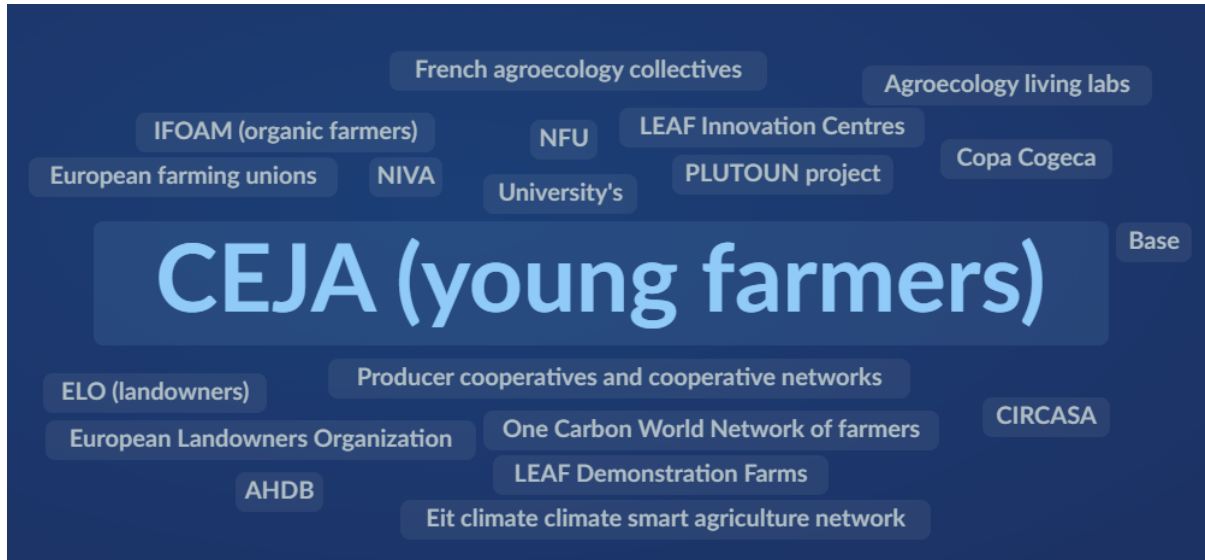 French agroecology collectives
Agroecology living labs
IFOAM (organic farmers)
NFU
LEAF Innovation Centres
Copa Cogeca
European farming unions
NIVA
University's
PLUTOUN project
CEJA (young farmers)
Base
ELO (landowners)
Producer cooperatives and cooperative networks
CIRCASA
European Landowners Organization
One Carbon World Network of farmers
AHDB
LEAF Demonstration Farms
Eit climate climate smart agriculture network